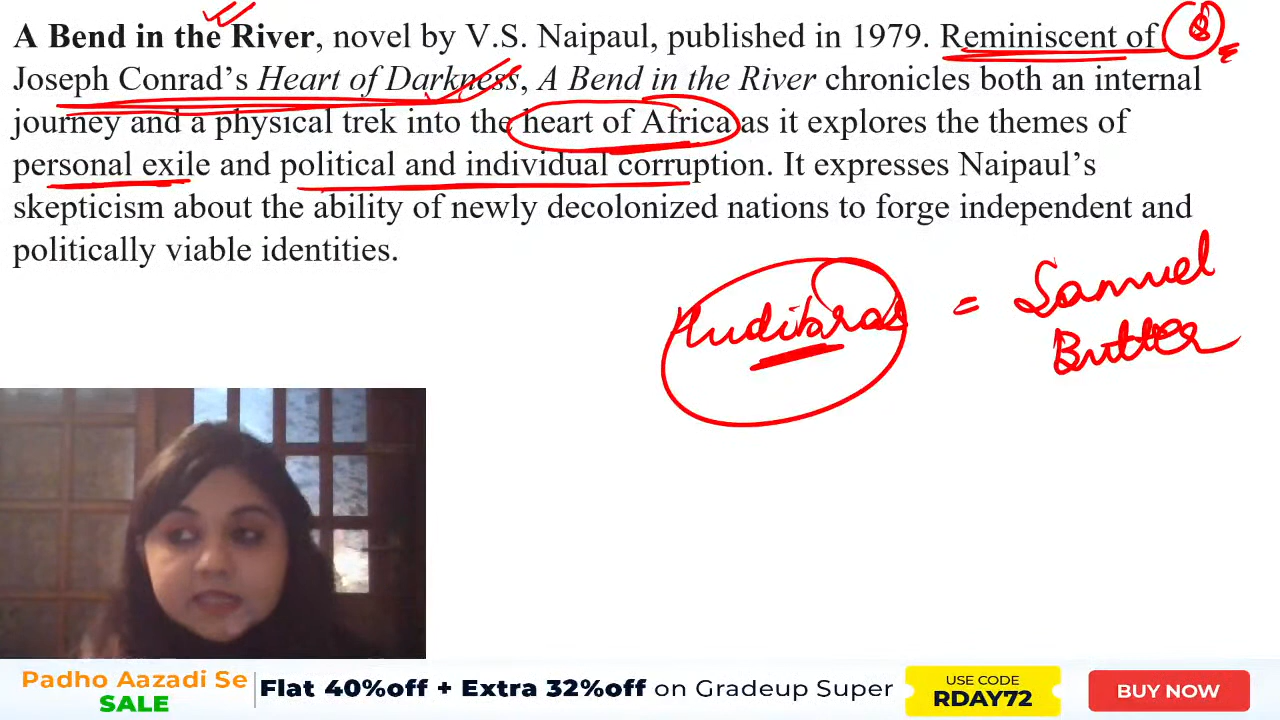 A Bend in the River, novel by V.S. Naipaul, published in 1979. Reminiscent of 8
Joseph Conrad's Heart of Darkness, A Bend in the River chronicles both an internal
journey and a physical trek into the heart of Africa as it explores the themes of
personal exile and political and individual corruption. It expresses Naipaul's
skepticism about the ability of newly decolonized nations to forge independent and
politically viable identities.
= Samuel
Butler
Padho Aazadi Se
SALE
Flat 40%off + Extra 32%off on Gradeup Super
USE CODE
RDAY72
BUY NOW